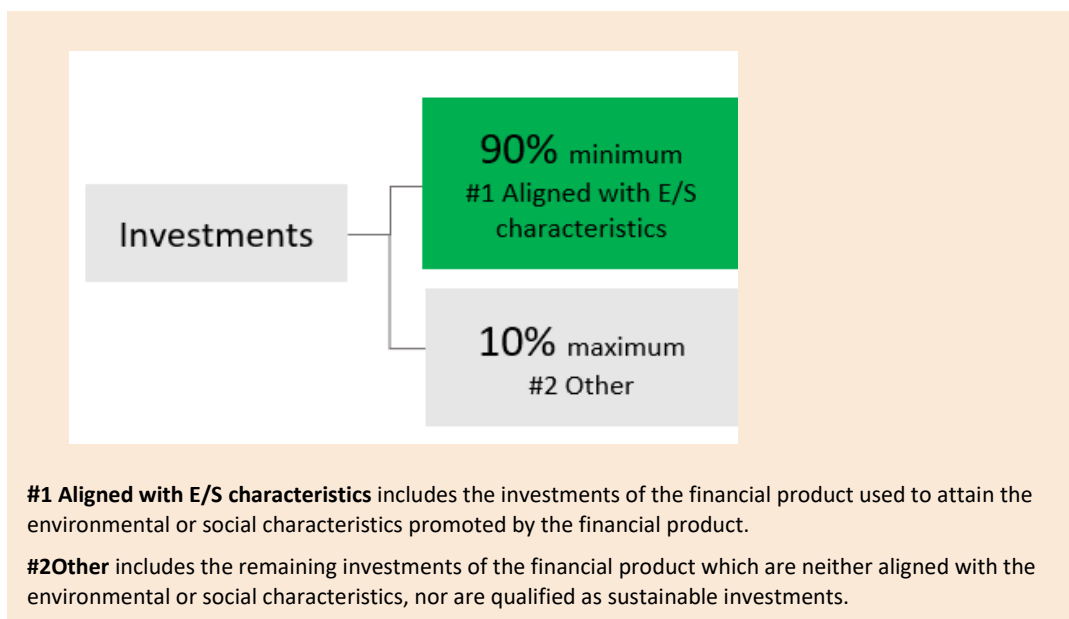 90% minimum
#1 Aligned with E/S
characteristics
Investments
10% maximum
#2 Other
#1 Aligned with E/S characteristics includes the investments of the financial product used to attain the
environmental or social characteristics promoted by the financial product.
#2Other includes the remaining investments of the financial product which are neither aligned with the
environmental or social characteristics, nor are qualified as sustainable investments.